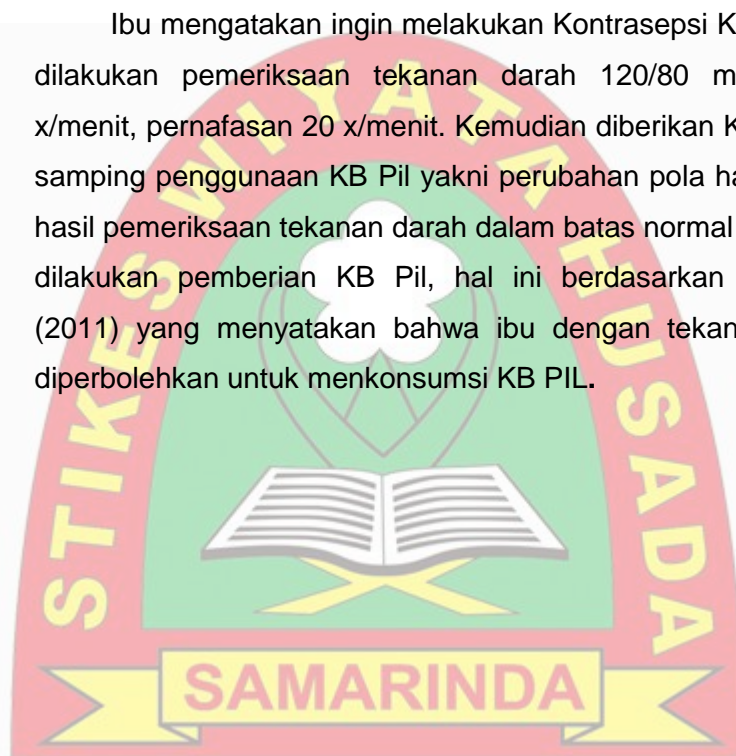 Ibu mengatakan ingin melakukan Kontrasepsi K
dilakukan pemeriksaan tekanan darah 120/80 m
x/menit, pernafasan 20 x/menit. Kemudian diberikan K
samping penggunaan KB Pil yakni perubahan pola ha
hasil pemeriksaan tekanan darah dalam batas normal
dilakukan pemberian KB Pil, hal ini berdasarkan
(2011) yang menyatakan bahwa ibu dengan tekan
diperbolehkan untuk menkonsumsi KB PIL.
STIKES WIYATA HUSADA
SAMARINDA